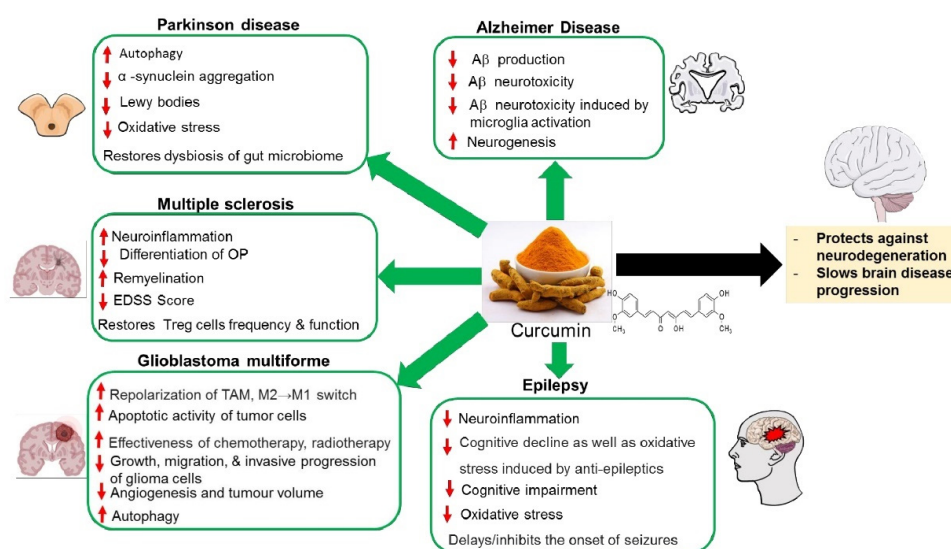 Parkinson disease
Autophagy
α -synuclein aggregation
Lewy bodies
Oxidative stress
Restores dysbiosis of gut microbiome
Alzheimer Disease
Aβ production
Aβ neurotoxicity
Aβ neurotoxicity induced by
microglia activation
Neurogenesis
Multiple sclerosis
Neuroinflammation
Differentiation of OP
Remyelination
EDSS Score
Restores Treg cells frequency & function
Curcumin
HO
H₃CO
O
OH
OH
OCH₃
- Protects against
neurodegeneration
- Slows brain disease
progression
Glioblastoma multiforme
Repolarization of TAM, M2→M1 switch
Apoptotic activity of tumor cells
Effectiveness of chemotherapy, radiotherapy
Growth, migration, & invasive progression
of glioma cells
Angiogenesis and tumour volume
Autophagy
Epilepsy
Neuroinflammation
Cognitive decline as well as oxidative
stress induced by anti-epileptics
Cognitive impairment
Oxidative stress
Delays/inhibits the onset of seizures